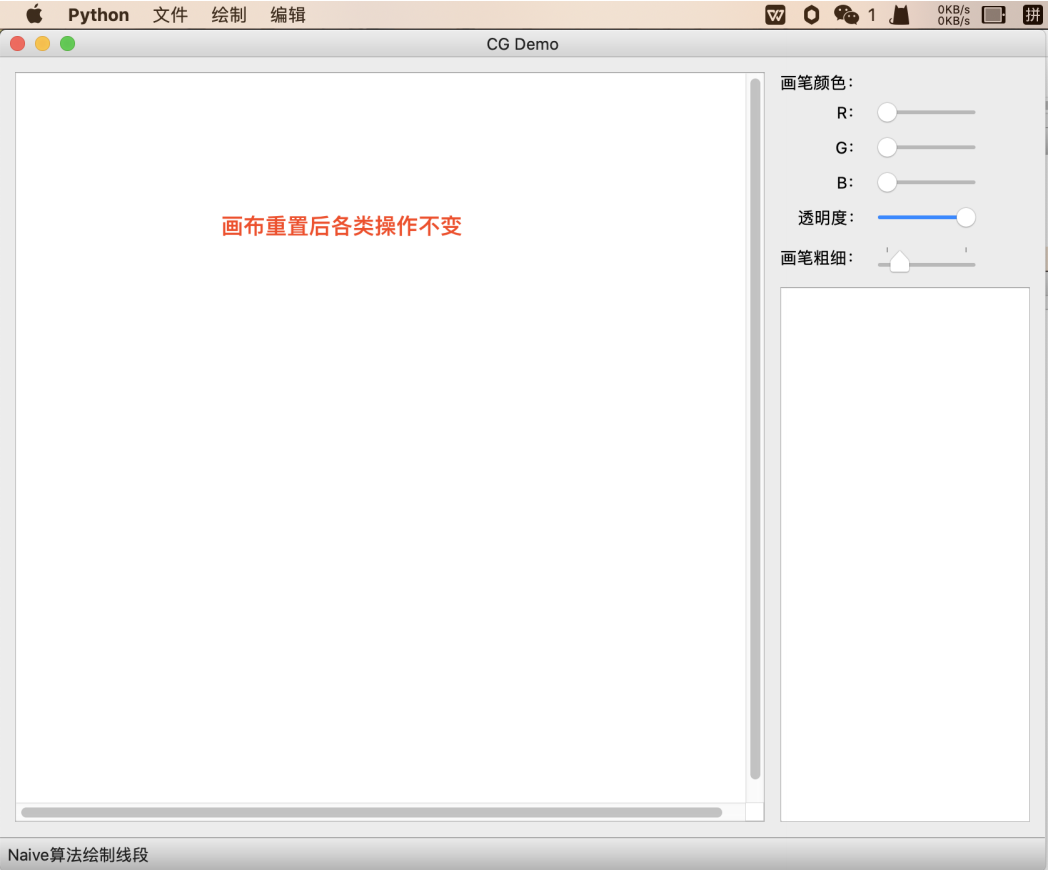 Python 文件 绘制 编辑 1 0KB/s 拼
0KB/s
CG Demo
画笔颜色：
R：
G：
B：
透明度：
画笔粗细：
画布重置后各类操作不变
Naive算法绘制线段